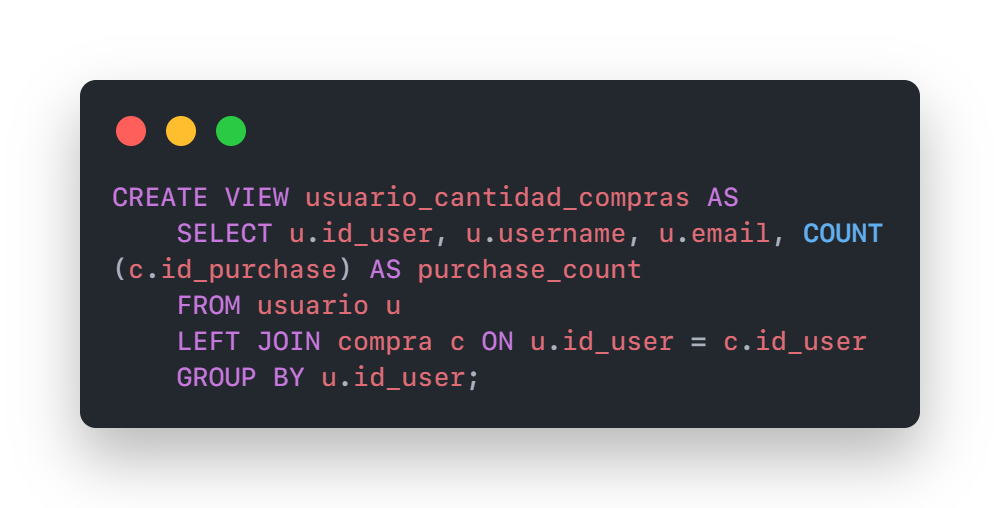 CREATE VIEW usuario_cantidad_compras AS
    SELECT u.id_user, u.username, u.email, COUNT
(c.id_purchase) AS purchase_count
    FROM usuario u
    LEFT JOIN compra c ON u.id_user = c.id_user
    GROUP BY u.id_user;